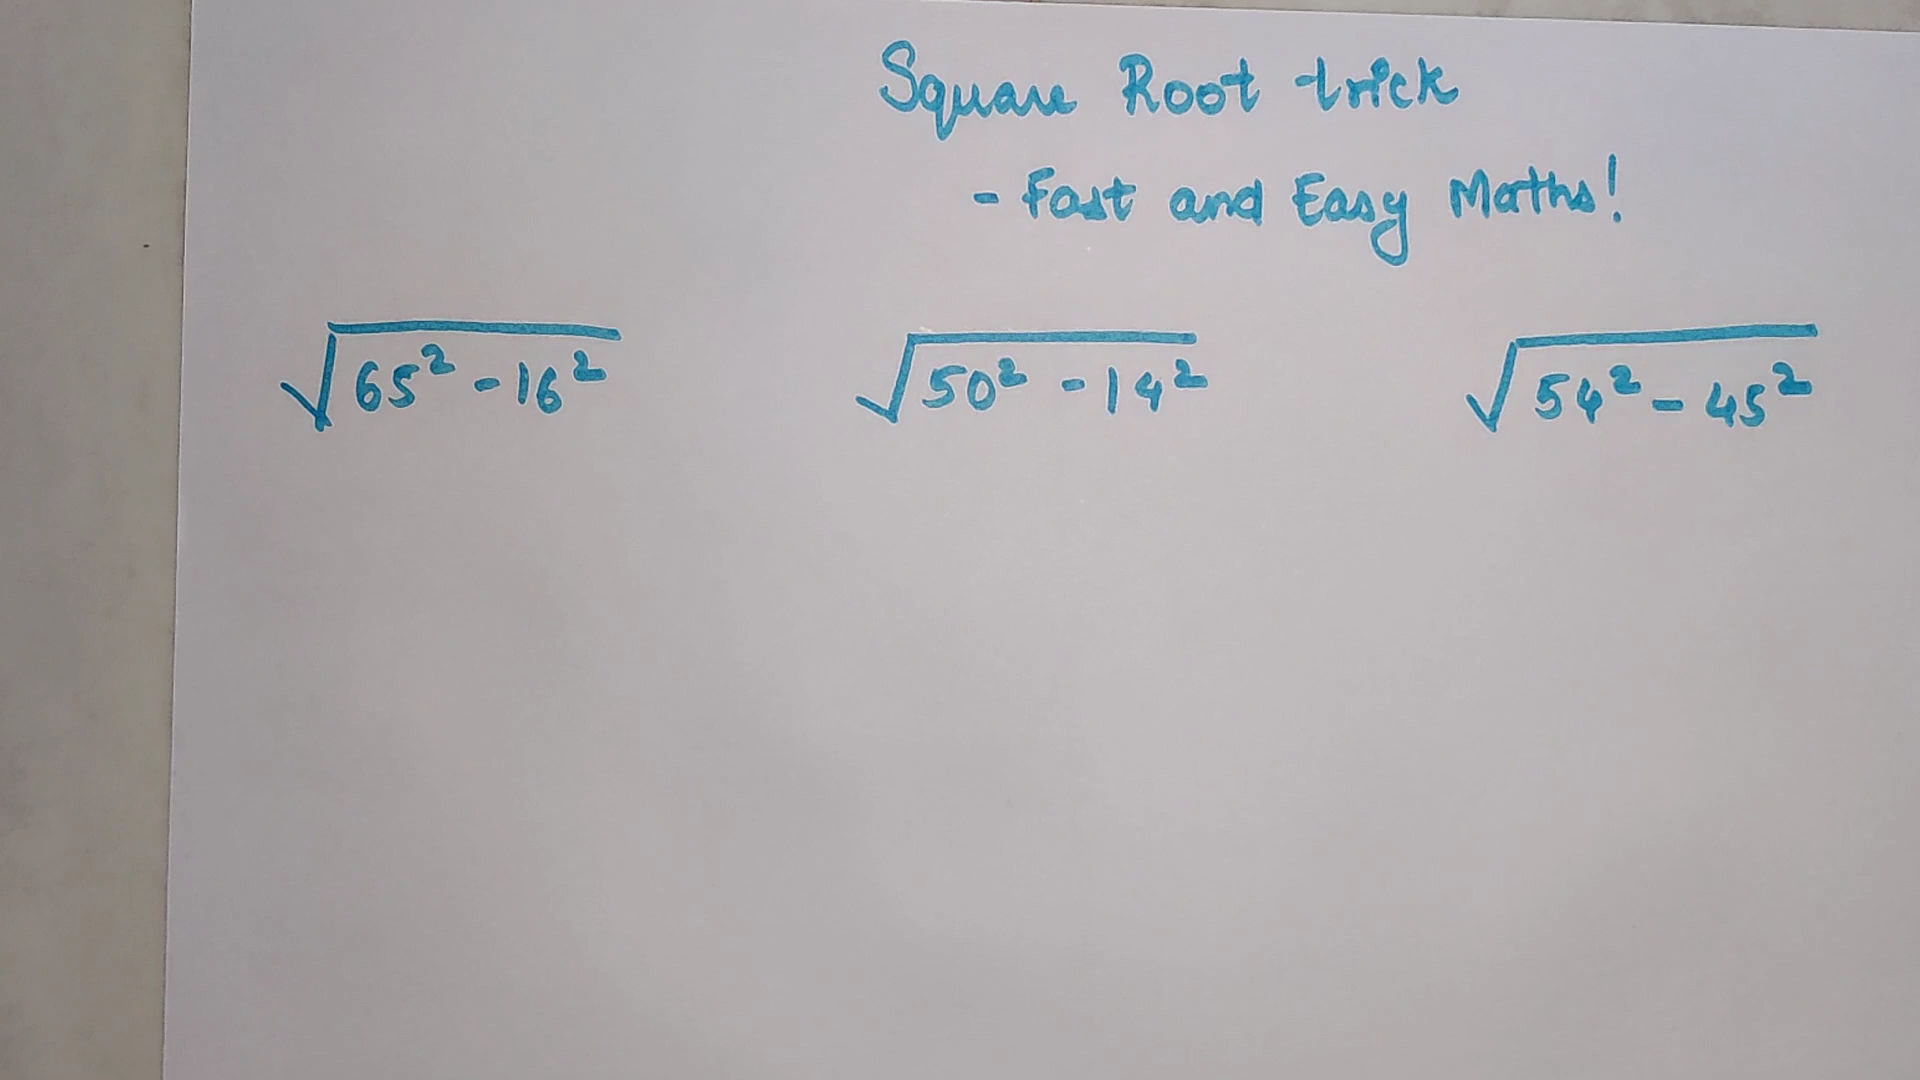 Square Root trick
- Fast and Easy Maths!
√65² - 16² √50² - 14² √54² - 45²